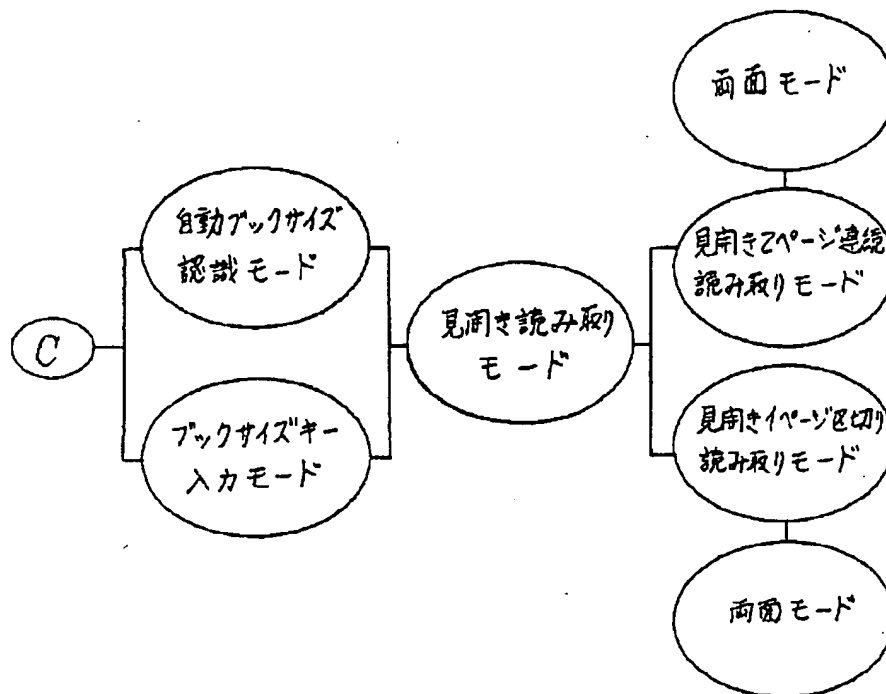 両面モード
自動ブックサイズ
認識モード
見開き2ページ連続
読み取りモード
C
見開き読み取り
モード
ブックサイズキー
入力モード
見開き1ページ区切り
読み取りモード
両面モード